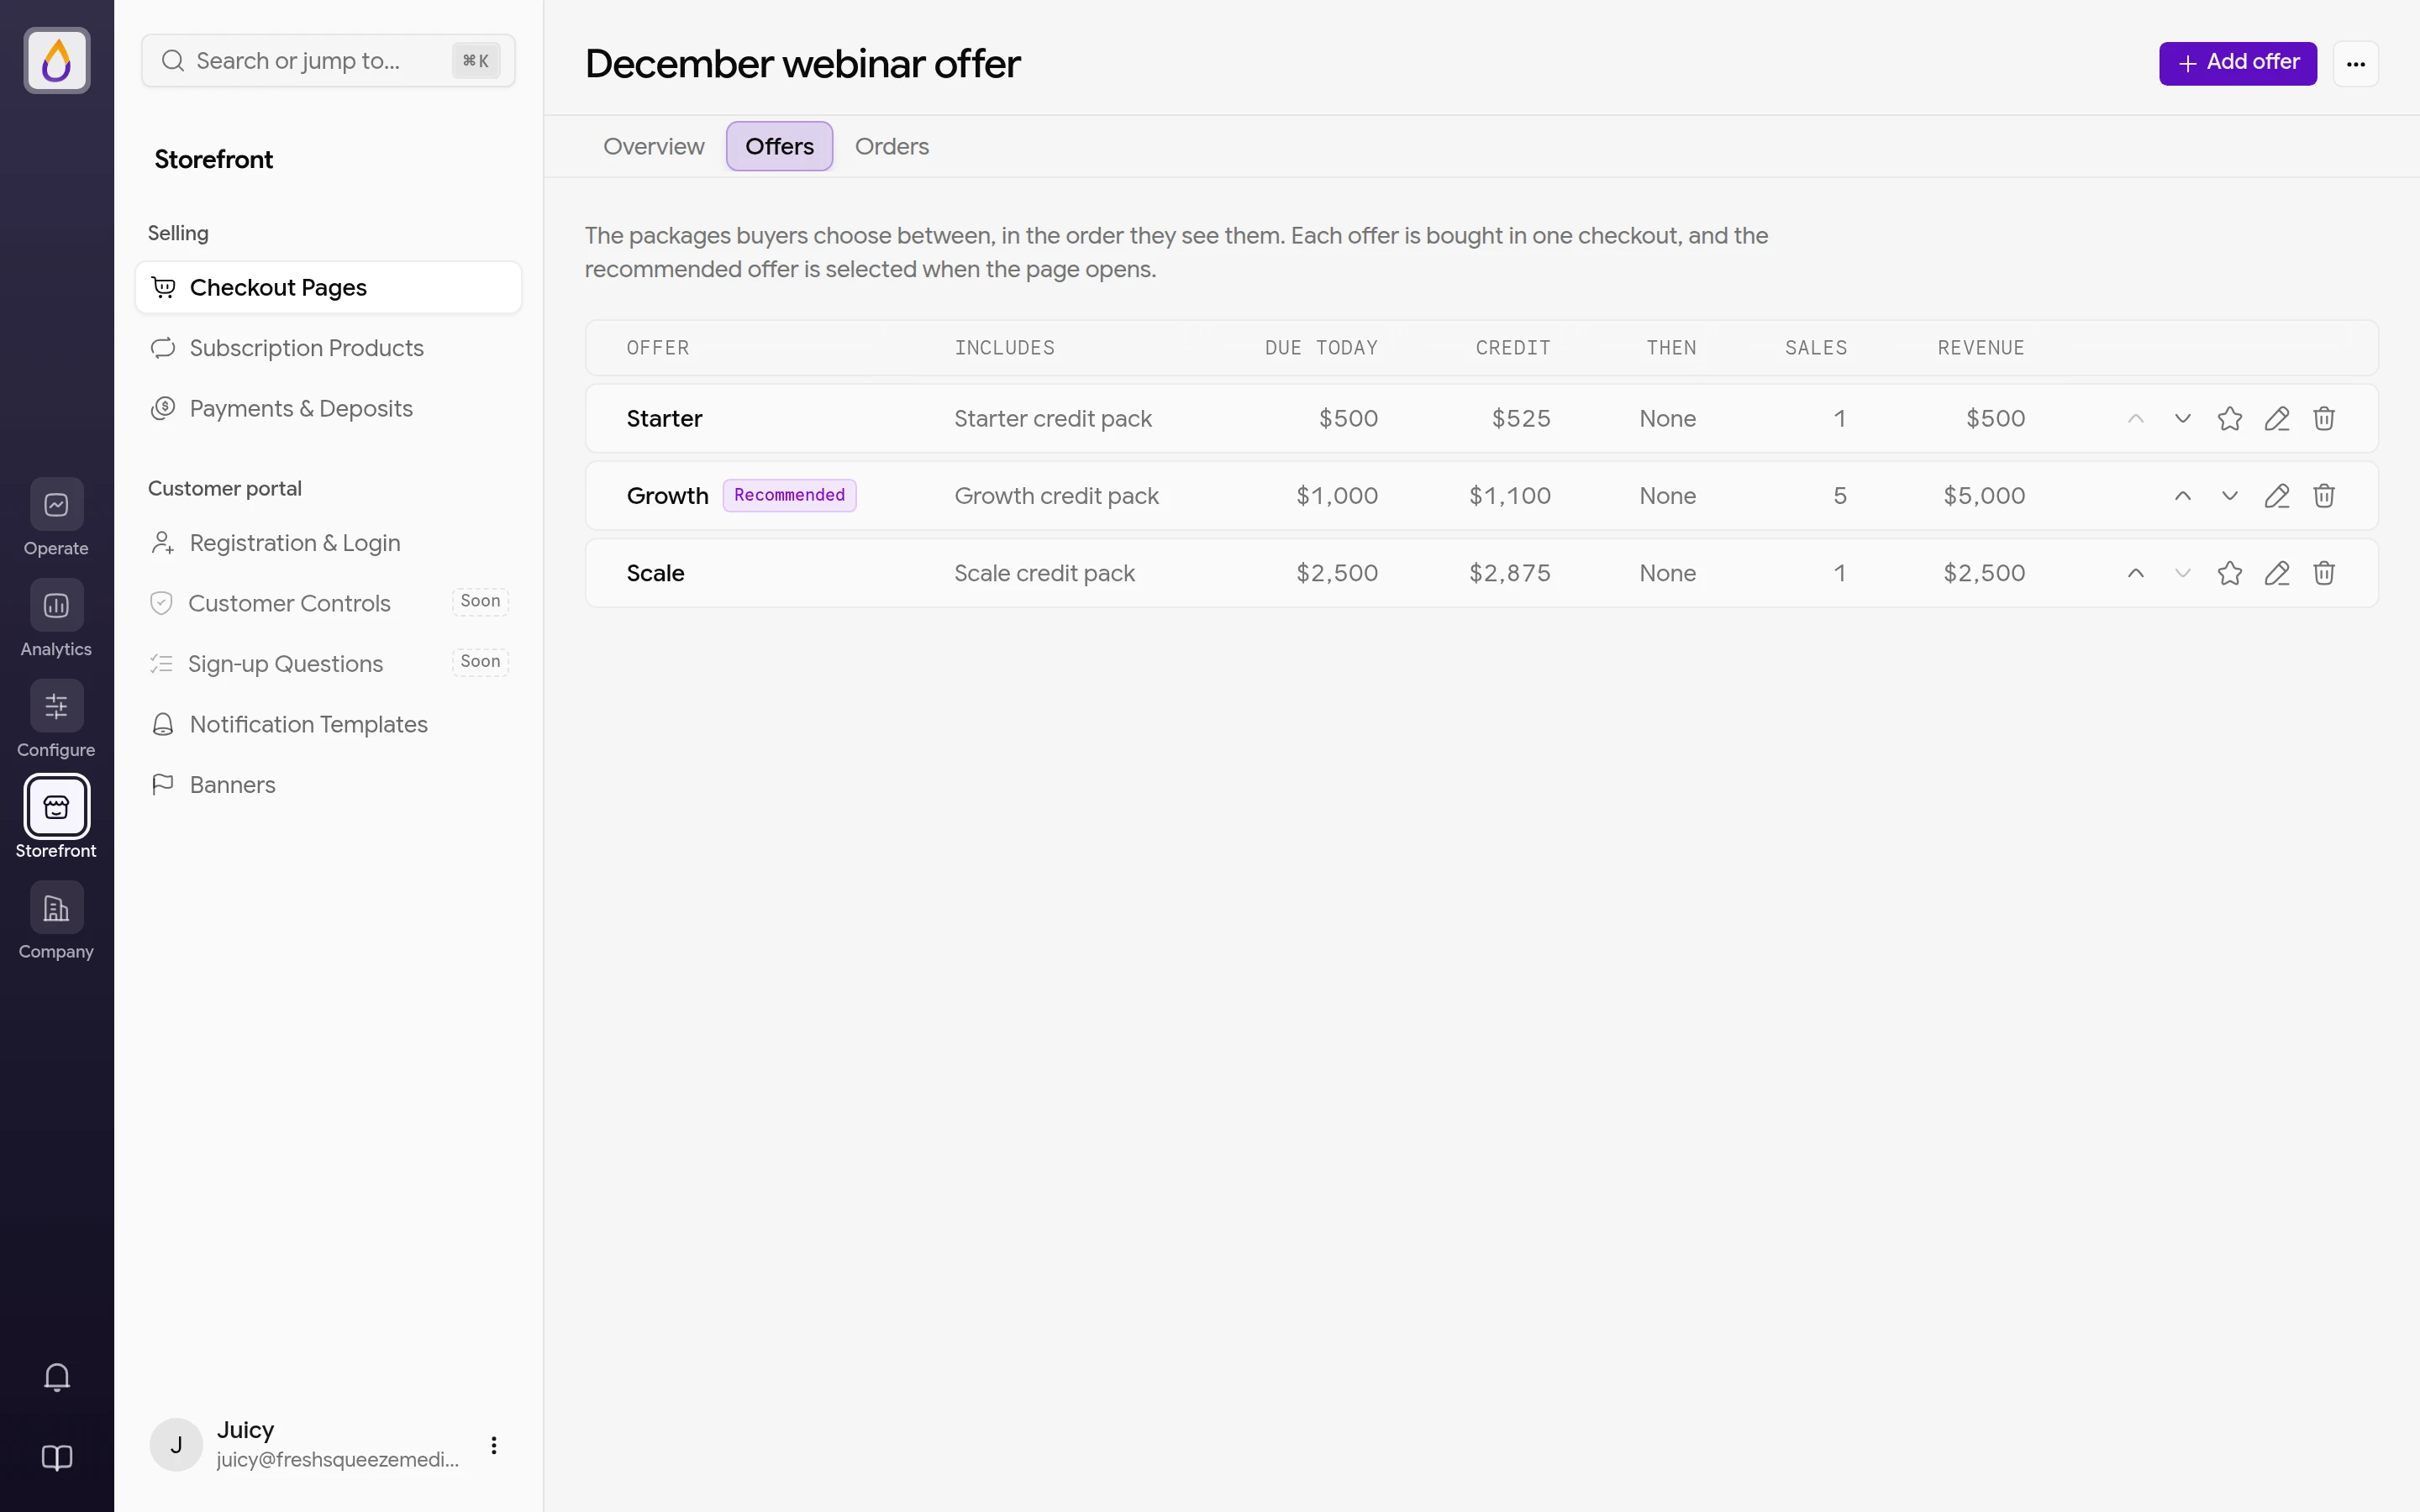 Search or jump to...
⌘K
Storefront
Selling
Checkout Pages
Subscription Products
Payments & Deposits
Customer portal
Registration & Login
Customer Controls
Soon
Sign-up Questions
Soon
Notification Templates
Banners
Operate
Analytics
Configure
Storefront
Company
J
Juicy
juicy@freshsqueezemedi...
December webinar offer
Add offer
Overview
Offers
Orders
The packages buyers choose between, in the order they see them. Each offer is bought in one checkout, and the
recommended offer is selected when the page opens.
OFFER INCLUDES DUE TODAY CREDIT THEN SALES REVENUE
Starter Starter credit pack $500 $525 None 1 $500
Growth Recommended Growth credit pack $1,000 $1,100 None 5 $5,000
Scale Scale credit pack $2,500 $2,875 None 1 $2,500